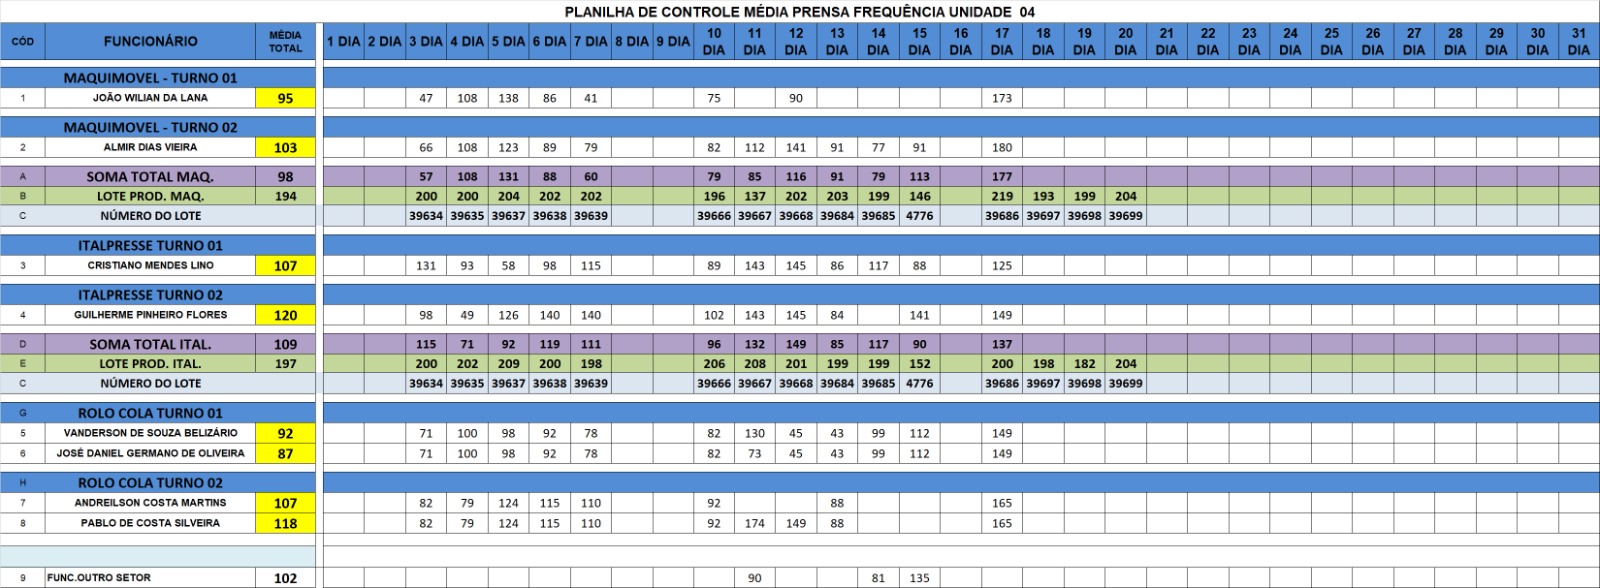 PLANILHA DE CONTROLE MÉDIA PRENSA FREQUÊNCIA UNIDADE 04
CÓD FUNCIONÁRIO MÉDIA TOTAL 1 DIA 2 DIA 3 DIA 4 DIA 5 DIA 6 DIA 7 DIA 8 DIA 9 DIA 10 DIA 11 DIA 12 DIA 13 DIA 14 DIA 15 DIA 16 DIA 17 DIA 18 DIA 19 DIA 20 DIA 21 DIA 22 DIA 23 DIA 24 DIA 25 DIA 26 DIA 27 DIA 28 DIA 29 DIA 30 DIA 31 DIA
MAQUIMOVEL - TURNO 01
1 JOÃO WILIAN DA LANA 95 47 108 138 86 41 75 90 173
MAQUIMOVEL - TURNO 02
2 ALMIR DIAS VIEIRA 103 66 108 123 89 79 82 112 141 91 77 91 180
A SOMA TOTAL MAQ. 98 57 108 131 88 60 79 85 116 91 79 113 177
B LOTE PROD. MAQ. 194 200 200 204 202 202 196 137 202 203 199 146 219 193 199 204
C NÚMERO DO LOTE 39634 39635 39637 39638 39639 39666 39667 39668 39684 39685 4776 39686 39697 39698 39699
ITALPRESSE TURNO 01
3 CRISTIANO MENDES LINO 107 131 93 58 98 115 89 143 145 86 117 88 125
ITALPRESSE TURNO 02
4 GUILHERME PINHEIRO FLORES 120 98 49 126 140 140 102 143 145 84 141 149
D SOMA TOTAL ITAL. 109 115 71 92 119 111 96 132 149 85 117 90 137
E LOTE PROD. ITAL. 197 200 202 209 200 198 206 208 201 199 199 152 200 198 182 204
C NÚMERO DO LOTE 39634 39635 39637 39638 39639 39666 39667 39668 39684 39685 4776 39686 39697 39698 39699
G ROLO COLA TURNO 01
5 VANDERSON DE SOUZA BELIZÁRIO 92 71 100 98 92 78 82 130 45 43 99 112 149
6 JOSÉ DANIEL GERMANO DE OLIVEIRA 87 71 100 98 92 78 82 73 45 43 99 112 149
H ROLO COLA TURNO 02
7 ANDREILSON COSTA MARTINS 107 82 79 124 115 110 92 88 165
8 PABLO DE COSTA SILVEIRA 118 82 79 124 115 110 92 174 149 88 165
9 FUNC.OUTRO SETOR 102 90 81 135